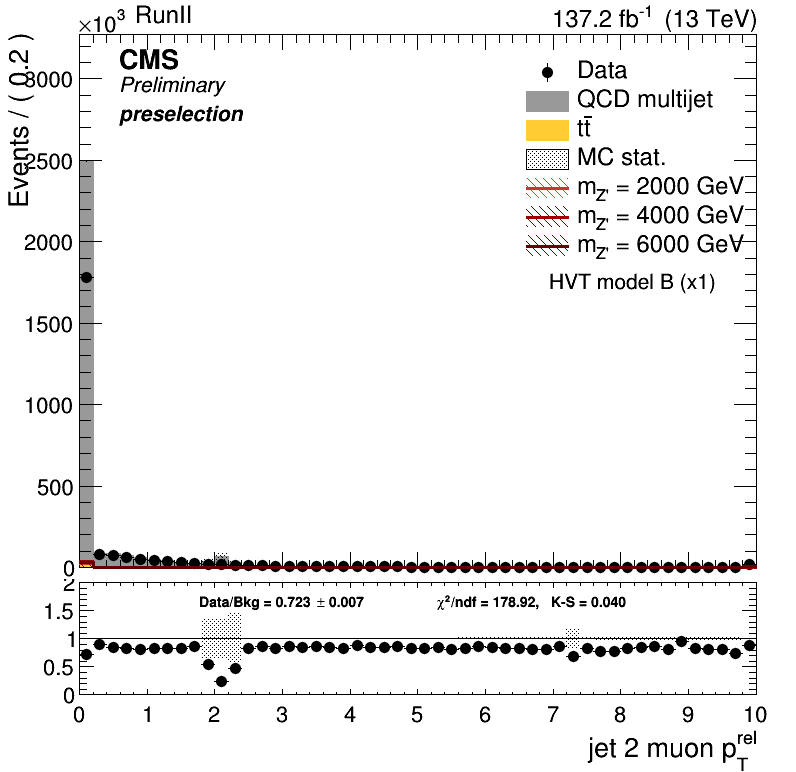 ×10³ RunII 137.2 fb⁻¹ (13 TeV)
CMS
Preliminary
preselection
Events / ( 0.2 )
Data
QCD multijet
tt̄
MC stat.
m_Z' = 2000 GeV
m_Z' = 4000 GeV
m_Z' = 6000 GeV
HVT model B (x1)
3000
2500
2000
1500
1000
500
0
Data/Bkg = 0.723 ± 0.007 χ²/ndf = 178.92, K-S = 0.040
2
1.5
1
0.5
0
0 1 2 3 4 5 6 7 8 9 10
jet 2 muon p_T^rel